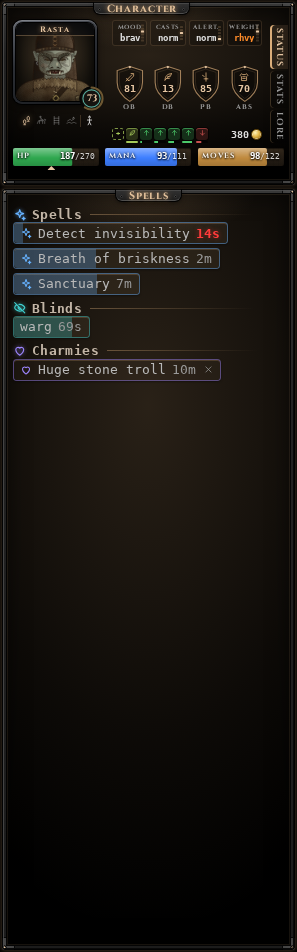 CHARACTER
RASTA
73
MOOD
brav
CASTS
norm
ALERT
norm
WEIGHT
rhvy
STATUS
STATS
LORE
81
OB
13
DB
85
PB
70
ABS
380
HP 187/270
MANA 93/111
MOVES 98/122
SPELLS
Spells
Detect invisibility 14s
Breath of briskness 2m
Sanctuary 7m
Blinds
warg 69s
Charmies
Huge stone troll 10m ×